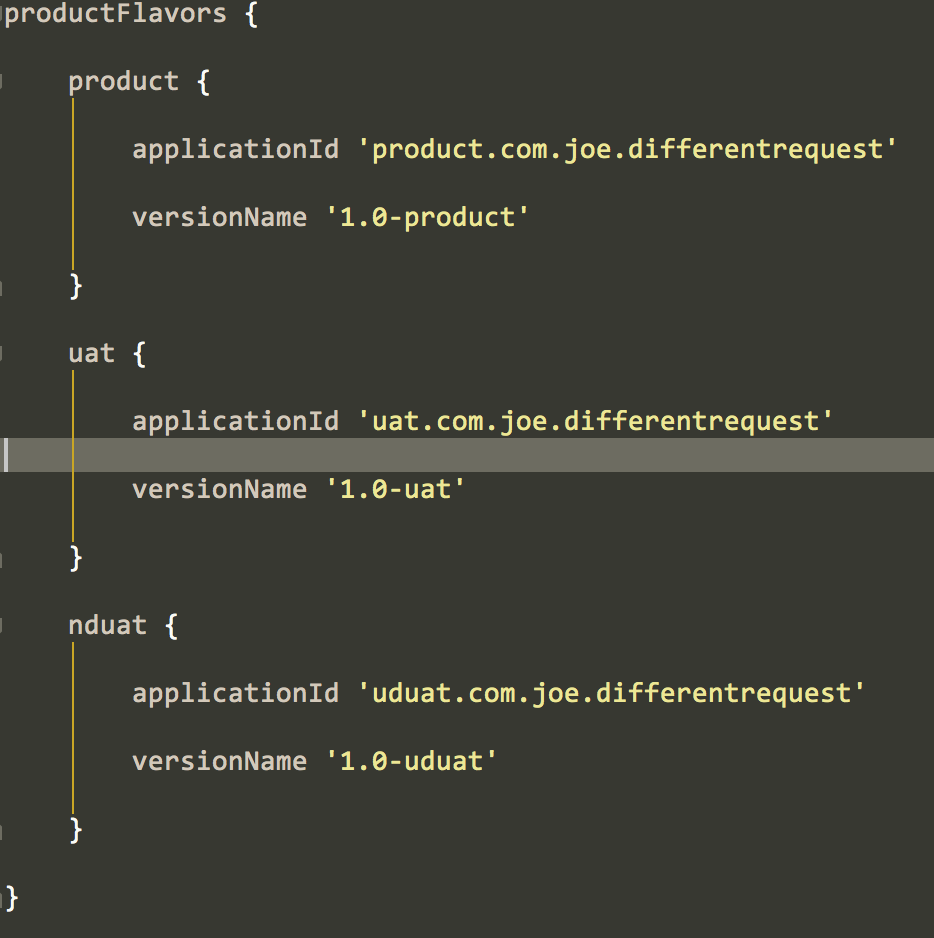 productFlavors {
product {
applicationId 'product.com.joe.differentrequest'
versionName '1.0-product'
}
uat {
applicationId 'uat.com.joe.differentrequest'
versionName '1.0-uat'
}
nduat {
applicationId 'uduat.com.joe.differentrequest'
versionName '1.0-uduat'
}
}